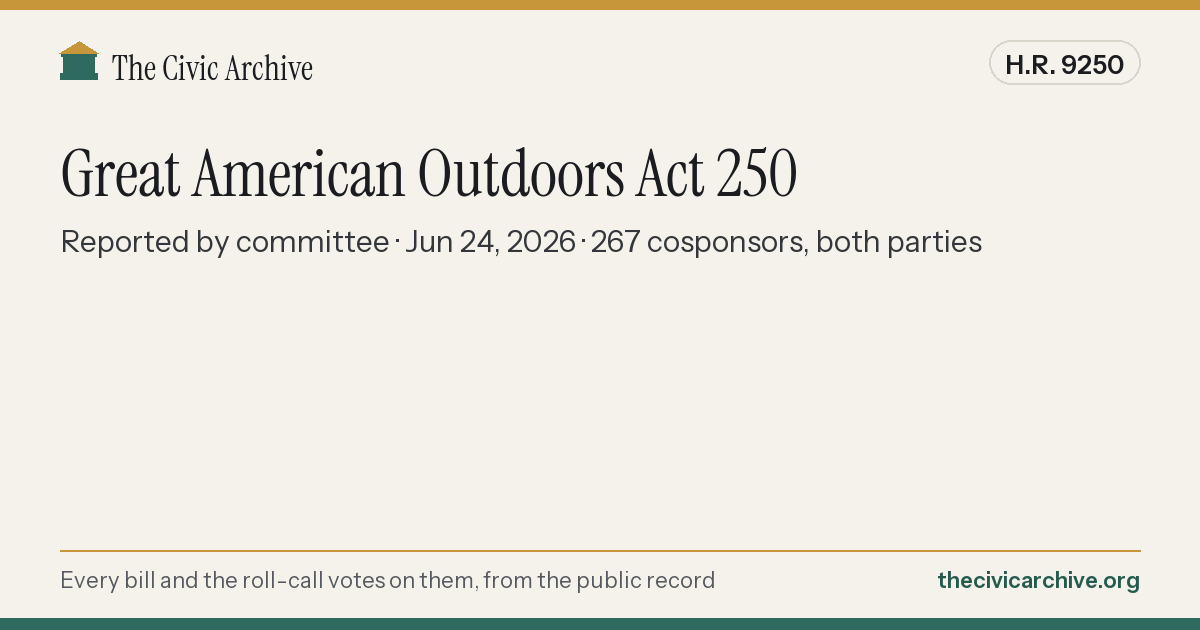 The Civic Archive
H.R. 9250
Great American Outdoors Act 250
Reported by committee · Jun 24, 2026 · 267 cosponsors, both parties
Every bill and the roll-call votes on them, from the public record
thecivicarchive.org